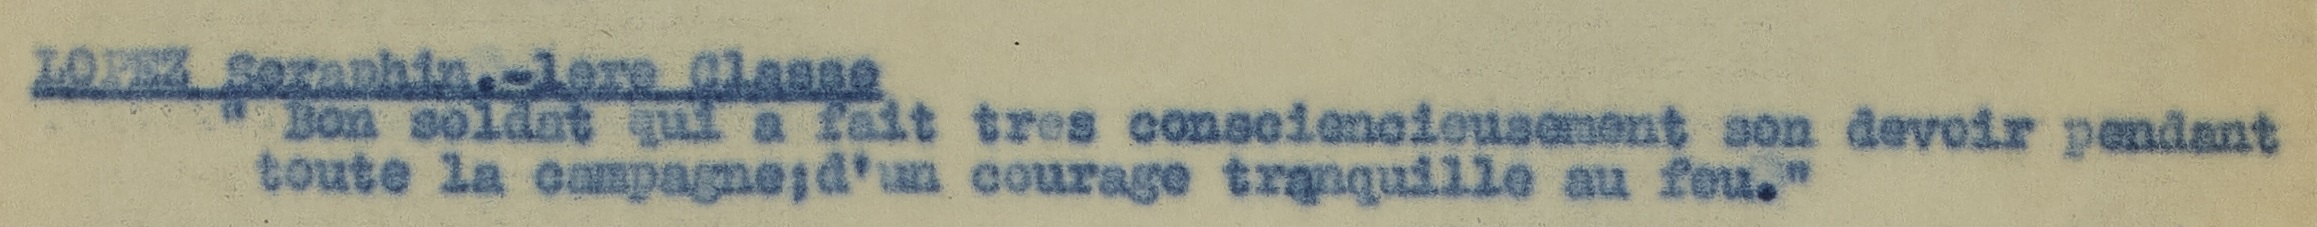 LOPEZ Seraphin.-1ere Classe
" Bon soldat qui a fait tres consciencieusement son devoir pendant
toute la campagne;d'un courage tranquille au feu."